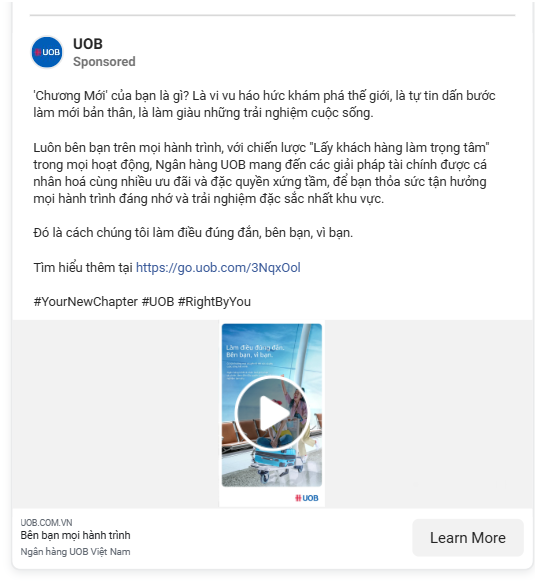 UOB
UOB
Sponsored
'Chương Mới' của bạn là gì? Là vi vu háo hức khám phá thế giới, là tự tin dấn bước
làm mới bản thân, là làm giàu những trải nghiệm cuộc sống.
Luôn bên bạn trên mọi hành trình, với chiến lược "Lấy khách hàng làm trọng tâm"
trong mọi hoạt động, Ngân hàng UOB mang đến các giải pháp tài chính được cá
nhân hoá cùng nhiều ưu đãi và đặc quyền xứng tầm, để bạn thỏa sức tận hưởng
mọi hành trình đáng nhớ và trải nghiệm đặc sắc nhất khu vực.
Đó là cách chúng tôi làm điều đúng đắn, bên bạn, vì bạn.
Tìm hiểu thêm tại https://go.uob.com/3NqxOol
#YourNewChapter #UOB #RightByYou
Làm điều đúng đắn.
Bên bạn, vì bạn.
UOB
UOB.COM.VN
Bên bạn mọi hành trình
Ngân hàng UOB Việt Nam
Learn More